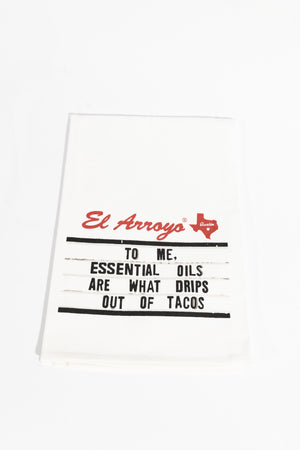 El Arroyo®
Austin
TO ME,
ESSENTIAL OILS
ARE WHAT DRIPS
OUT OF TACOS